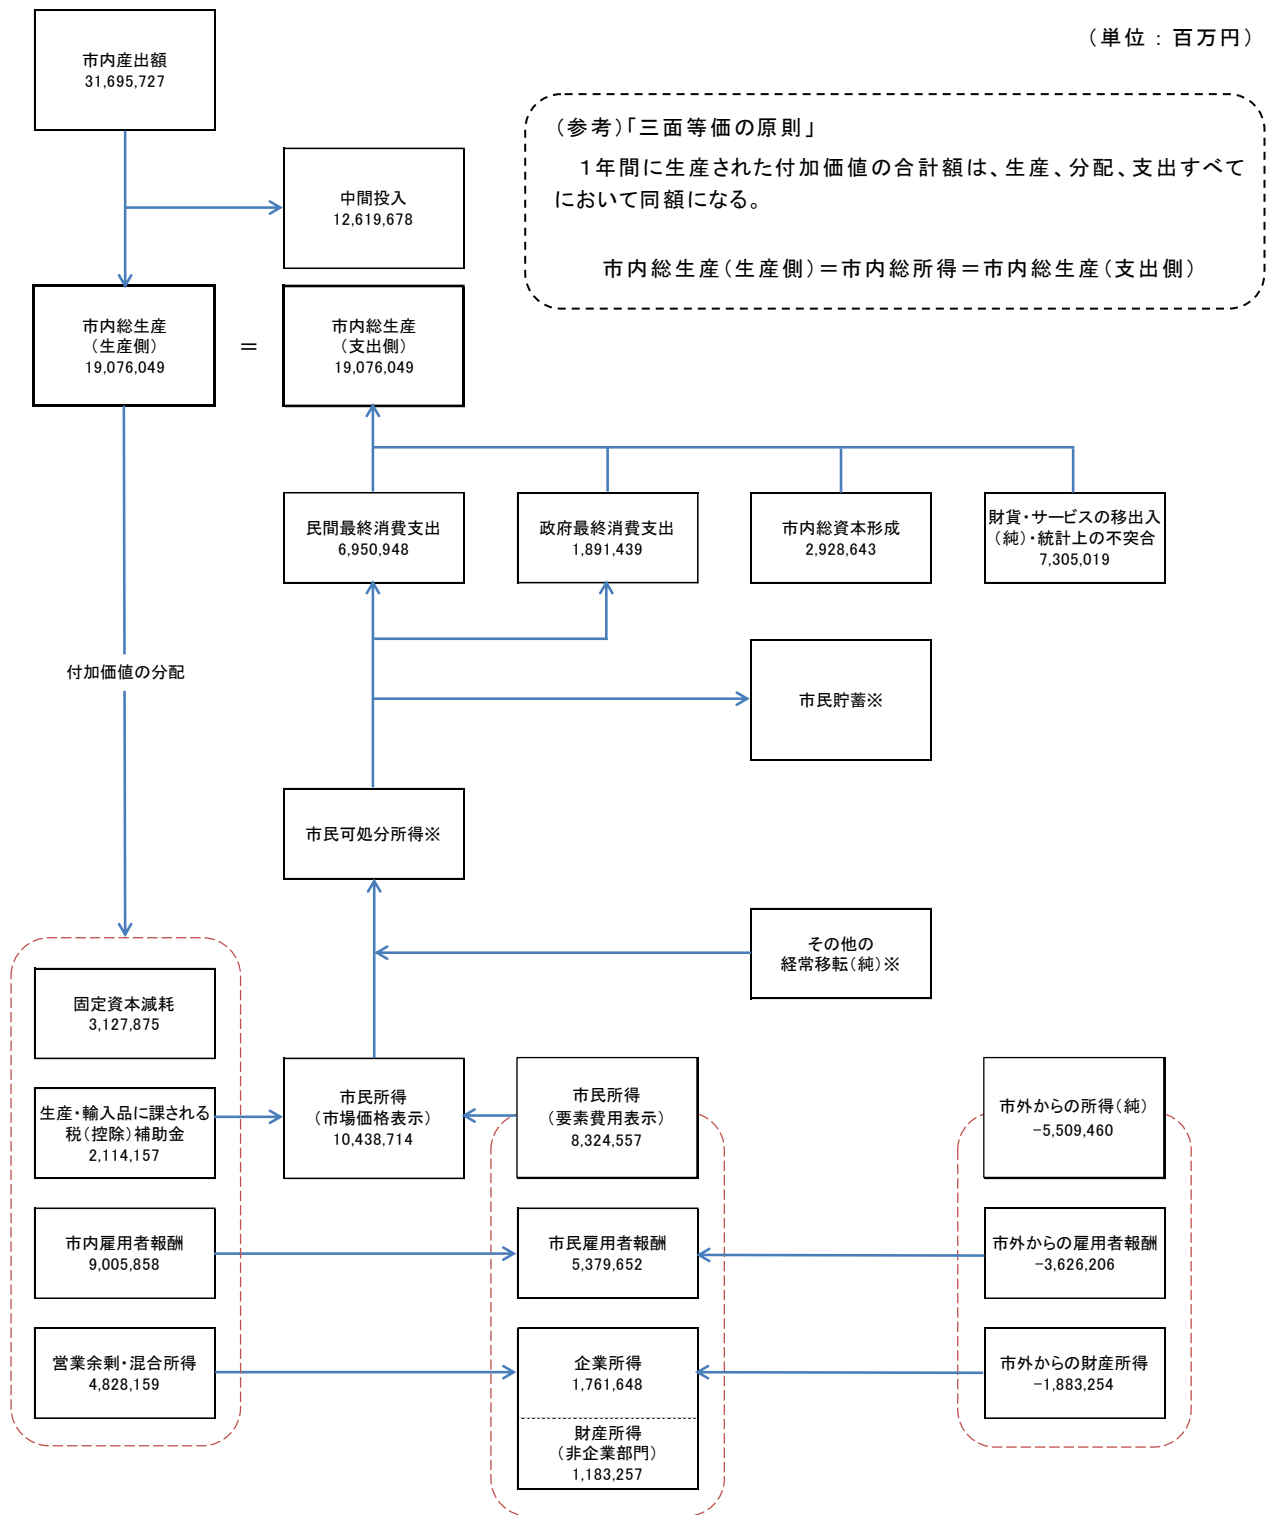 （単位：百万円）
市内産出額
31,695,727
（参考）「三面等価の原則」
１年間に生産された付加価値の合計額は、生産、分配、支出すべて
において同額になる。
市内総生産（生産側）＝市内総所得＝市内総生産（支出側）
中間投入
12,619,678
市内総生産
（生産側）
19,076,049
＝
市内総生産
（支出側）
19,076,049
民間最終消費支出
6,950,948
政府最終消費支出
1,891,439
市内総資本形成
2,928,643
財貨・サービスの移出入
（純）・統計上の不突合
7,305,019
付加価値の分配
市民貯蓄※
市民可処分所得※
その他の
経常移転（純）※
固定資本減耗
3,127,875
生産・輸入品に課される
税（控除）補助金
2,114,157
市民所得
（市場価格表示）
10,438,714
市民所得
（要素費用表示）
8,324,557
市外からの所得（純）
−5,509,460
市内雇用者報酬
9,005,858
市民雇用者報酬
5,379,652
市外からの雇用者報酬
−3,626,206
営業余剰・混合所得
4,828,159
企業所得
1,761,648
市外からの財産所得
−1,883,254
財産所得
（非企業部門）
1,183,257